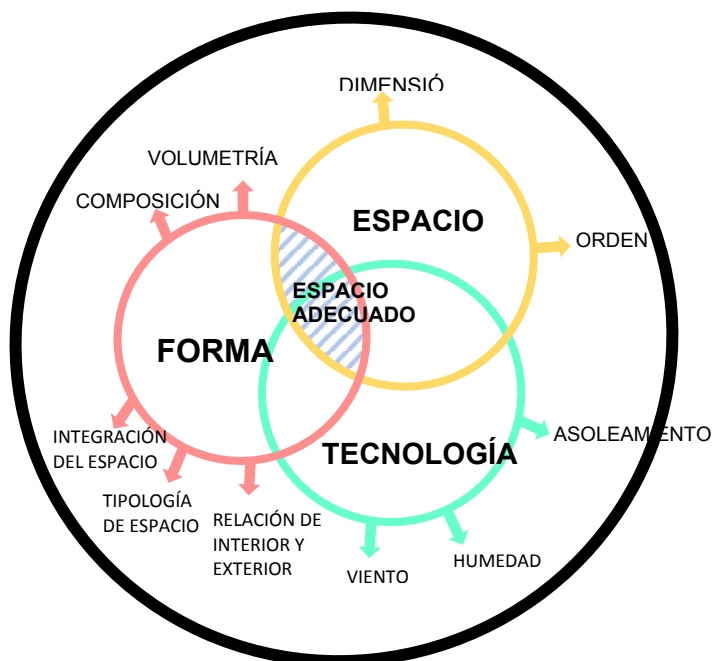 DIMENSIÓ
VOLUMETRÍA
COMPOSICIÓN
ESPACIO
ORDEN
ESPACIO
ADECUADO
FORMA
INTEGRACIÓN
DEL ESPACIO
TECNOLOGÍA
ASOLEAMIENTO
TIPOLOGÍA
DE ESPACIO
RELACIÓN DE
INTERIOR Y
EXTERIOR
VIENTO
HUMEDAD